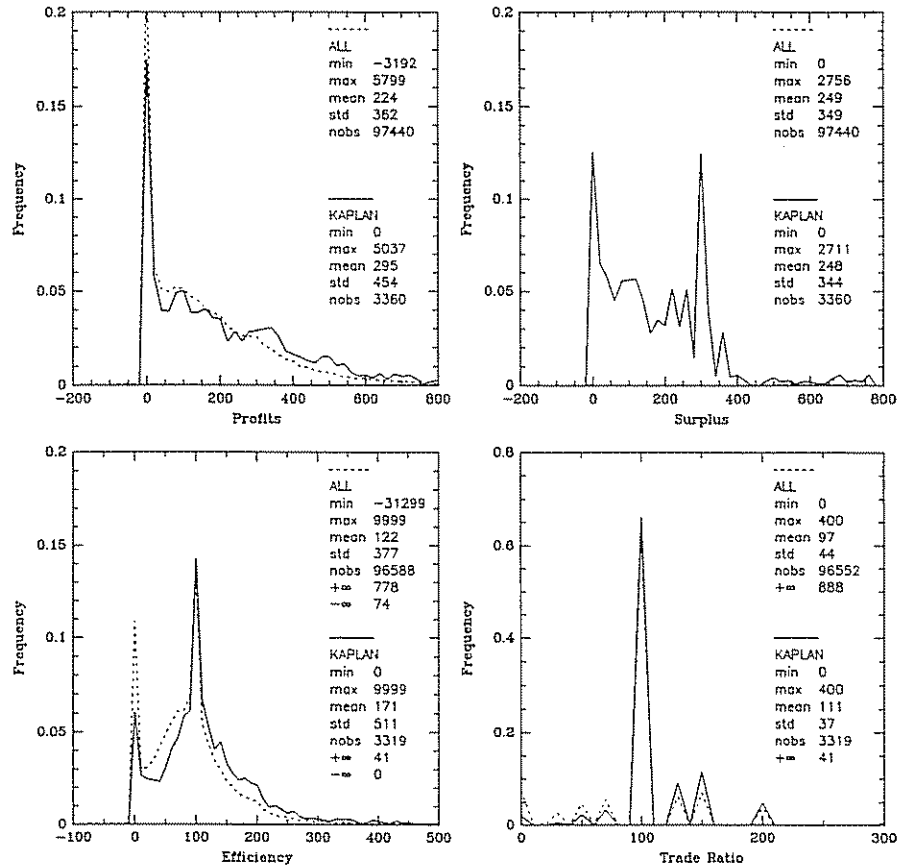 0.2
0.15
0.1
0.05
0
Frequency
-200
0
200
400
600
800
Profits
ALL
min -3192
max 5799
mean 224
std 362
nobs 97440
KAPLAN
min 0
max 5037
mean 295
std 454
nobs 3360
0.2
0.15
0.1
0.05
0
Frequency
-200
0
200
400
600
800
Surplus
ALL
min 0
max 2756
mean 249
std 349
nobs 97440
KAPLAN
min 0
max 2711
mean 248
std 344
nobs 3360
0.2
0.15
0.1
0.05
0
Frequency
-100
0
100
200
300
400
500
Efficiency
ALL
min -31299
max 9999
mean 122
std 377
nobs 96588
+∞ 778
-∞ 74
KAPLAN
min 0
max 9999
mean 171
std 511
nobs 3319
+∞ 41
-∞ 0
0.8
0.6
0.4
0.2
0
Frequency
0
100
200
300
Trade Ratio
ALL
min 0
max 400
mean 97
std 44
nobs 96552
+∞ 888
KAPLAN
min 0
max 400
mean 111
std 37
nobs 3319
+∞ 41